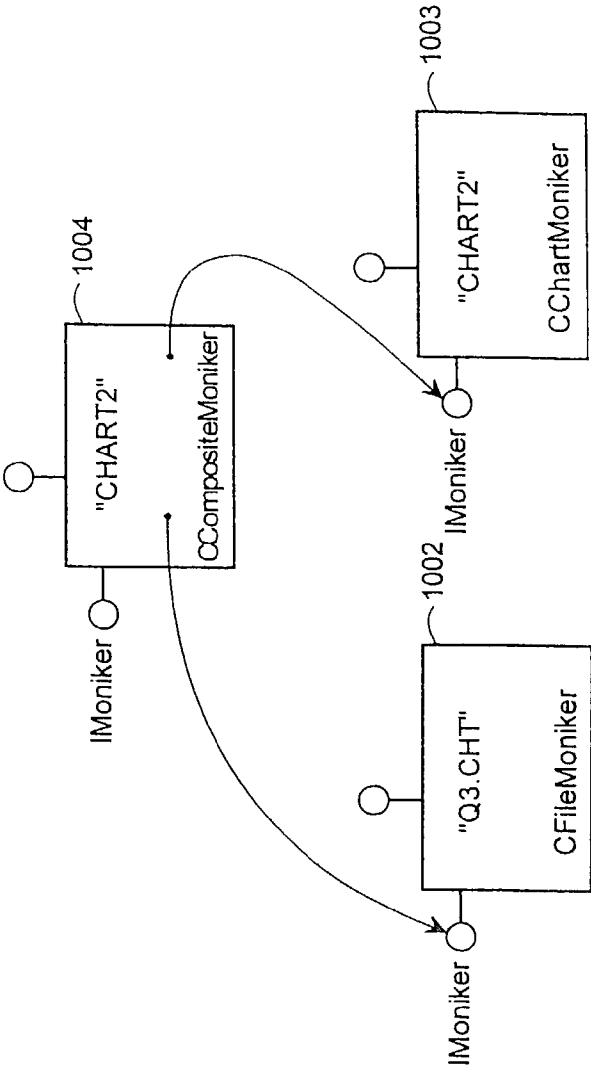 1004
"CHART2"
CCompositeMoniker
IMoniker
1002
"Q3.CHT"
CFileMoniker
IMoniker
1003
"CHART2"
CChartMoniker
IMoniker